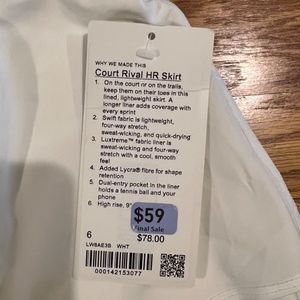 WHY WE MADE THIS
Court Rival HR Skirt
1. On the court or on the trails,
keep them on their toes in this
lined, lightweight skirt. A
longer liner adds coverage with
every sprint
2. Swift fabric is lightweight,
four-way stretch,
sweat-wicking, and quick-drying
3. Luxtreme™ fabric liner is
sweat-wicking and four-way
stretch with a cool, smooth
feel
4. Added Lycra® fibre for shape
retention
5. Dual-entry pocket in the liner
holds a tennis ball and your
phone
6. High rise, 9"
$59
Final Sale
6
$78.00
LW8AE3B WHT
000142153077